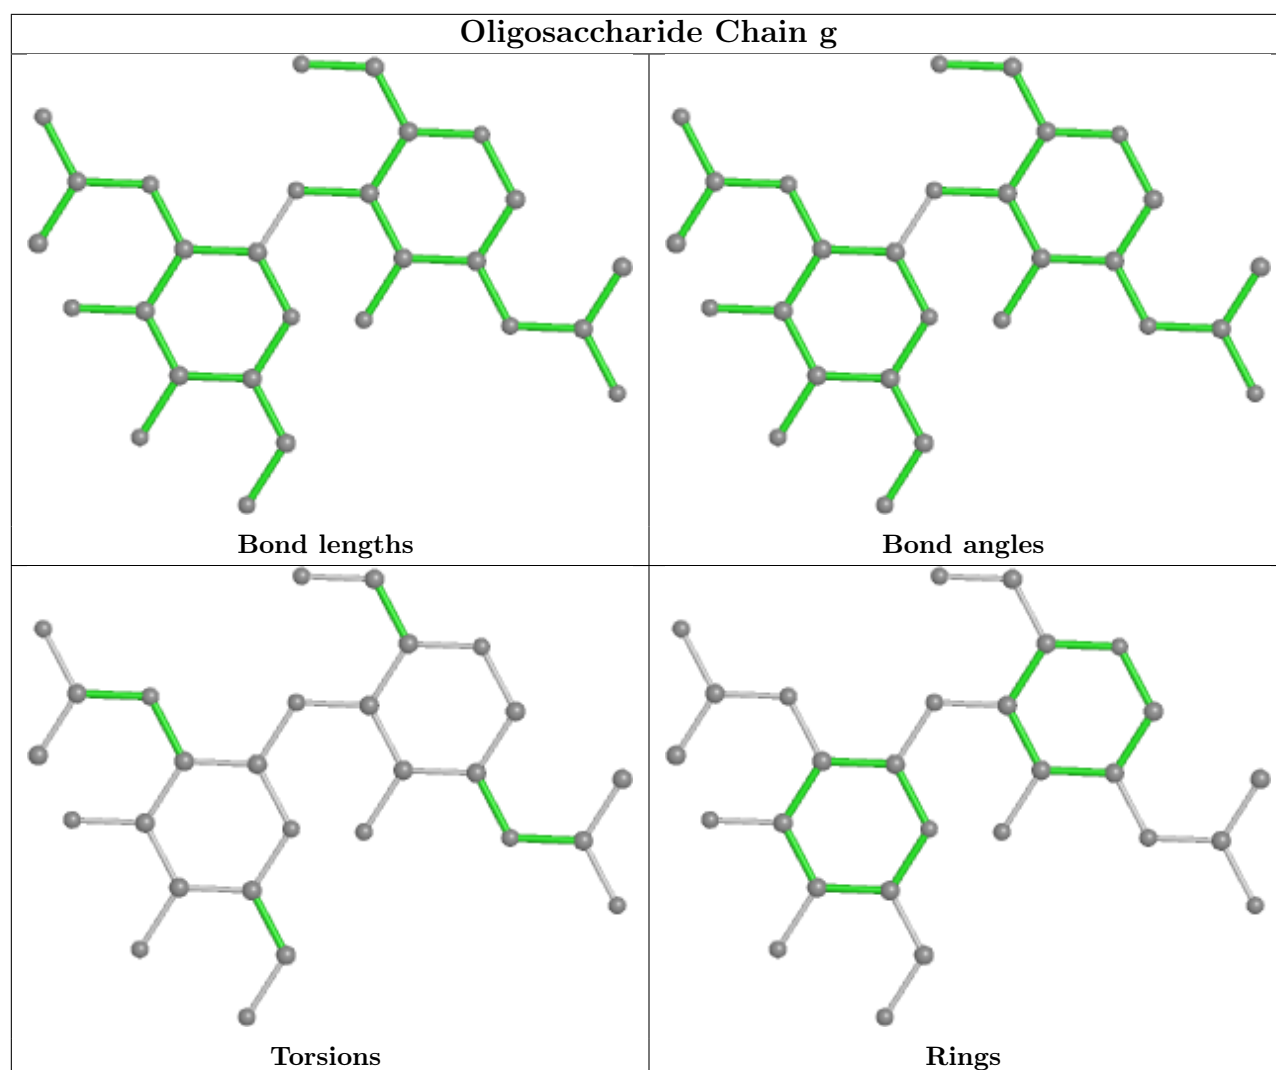 Oligosaccharide Chain g
Bond lengths
Bond angles
Torsions
Rings